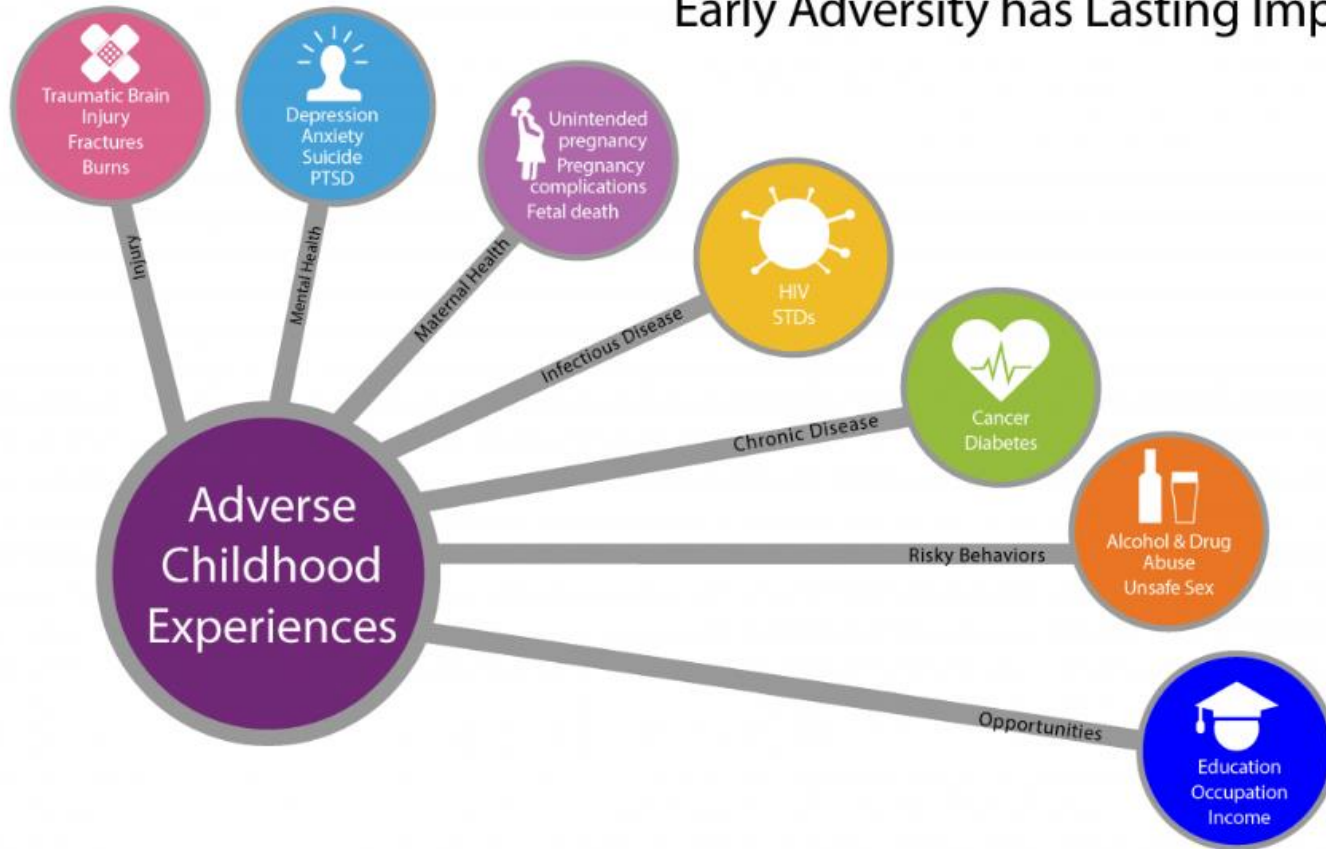 Early Adversity has Lasting Imp
Traumatic Brain
Injury
Fractures
Burns
Depression
Anxiety
Suicide
PTSD
Unintended
pregnancy
Pregnancy
complications
Fetal death
HIV
STDs
Cancer
Diabetes
Alcohol & Drug
Abuse
Unsafe Sex
Education
Occupation
Income
Injury
Mental Health
Maternal Health
Infectious Disease
Chronic Disease
Risky Behaviors
Opportunities
Adverse
Childhood
Experiences